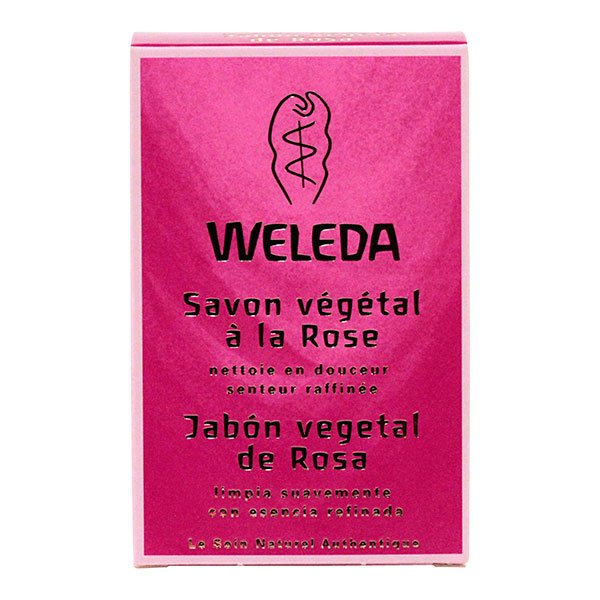 WELEDA
Savon végétal
à la Rose
nettoie en douceur
senteur raffinée
Jabón vegetal
de Rosa
limpia suavemente
con esencia refinada
Le Soin Naturel Authentique